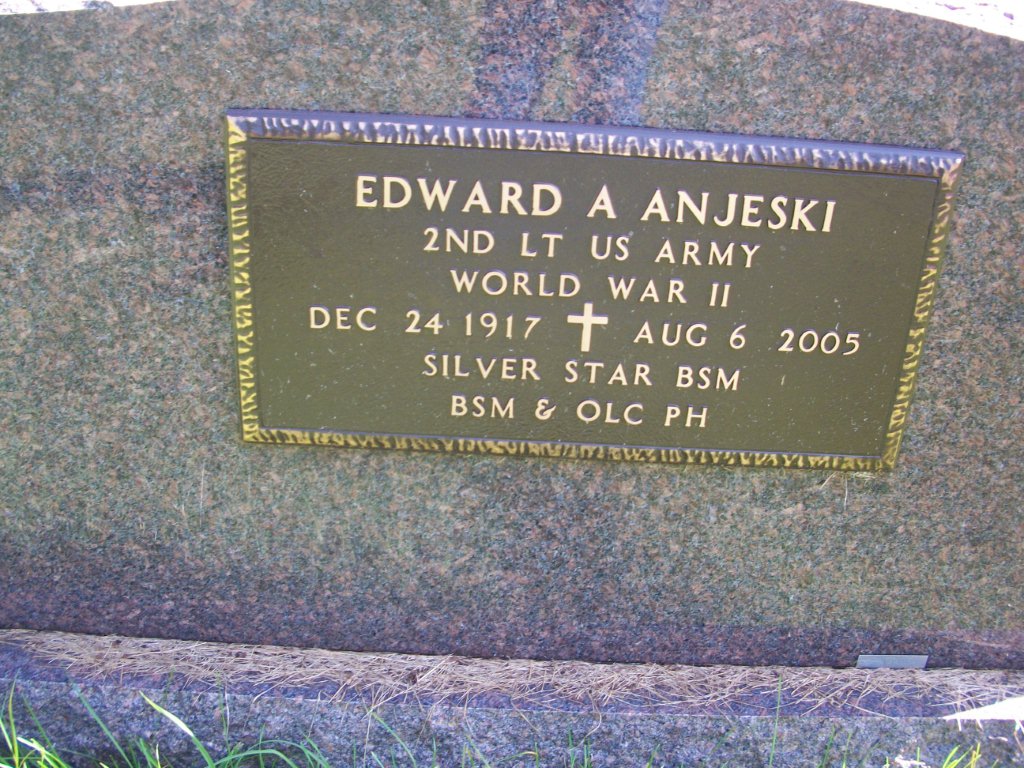 EDWARD A ANJESKI
2ND LT US ARMY
WORLD WAR II
DEC 24 1917 ✝ AUG 6 2005
SILVER STAR BSM
BSM & OLC PH